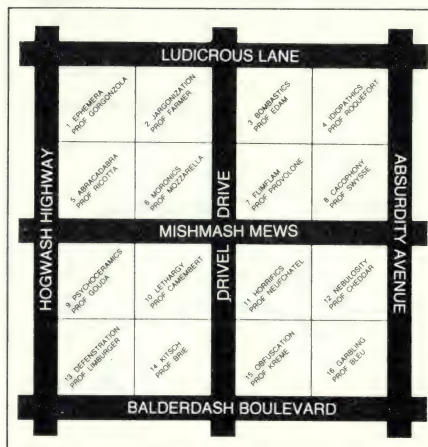 LUDICROUS LANE
HOGWASH HIGHWAY
DRIVEL DRIVE
ABSURDITY AVENUE
1 EPHEMERA
PROF GORGONZOLA
2 JARGONIZATION
PROF FARMER
3 BOMBASTICS
PROF EDAM
4 IDIOPATHICS
PROF ROQUEFORT
5 ABRACADABRA
PROF RICOTTA
6 MORONICS
PROF MOZZARELLA
7 FLIMFLAM
PROF PROVOLONE
8 CACOPHONY
PROF SWYSSE
MISHMASH MEWS
9 PSYCHOCERAMICS
PROF GOUDA
10 LETHARGY
PROF CAMEMBERT
11 HORRIFICS
PROF NEUFCHATEL
12 NEBULOSITY
PROF CHEDDAR
13 DEFENSTRATION
PROF LIMBURGER
14 KITSCH
PROF BRIE
15 OBFUSCATION
PROF KREME
16 GARBLING
PROF BLEU
BALDERDASH BOULEVARD